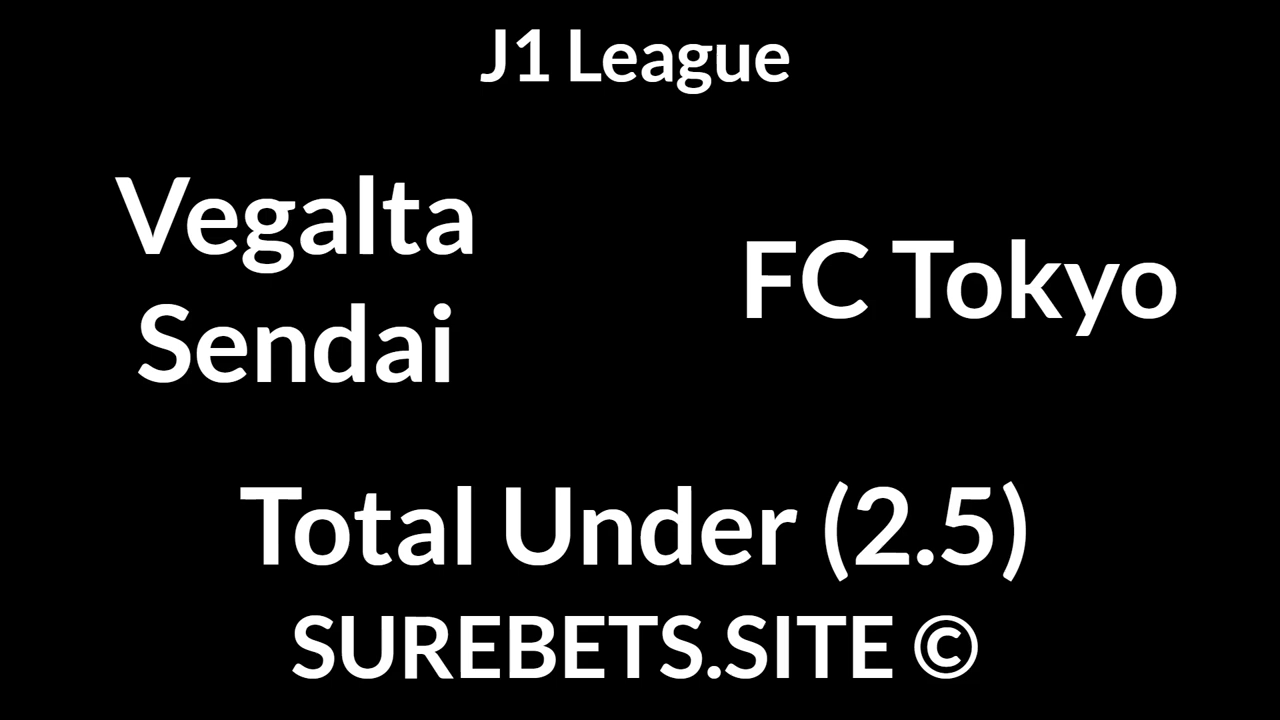 J1 League
Vegalta
Sendai
FC Tokyo
Total Under (2.5)
SUREBETS.SITE ©